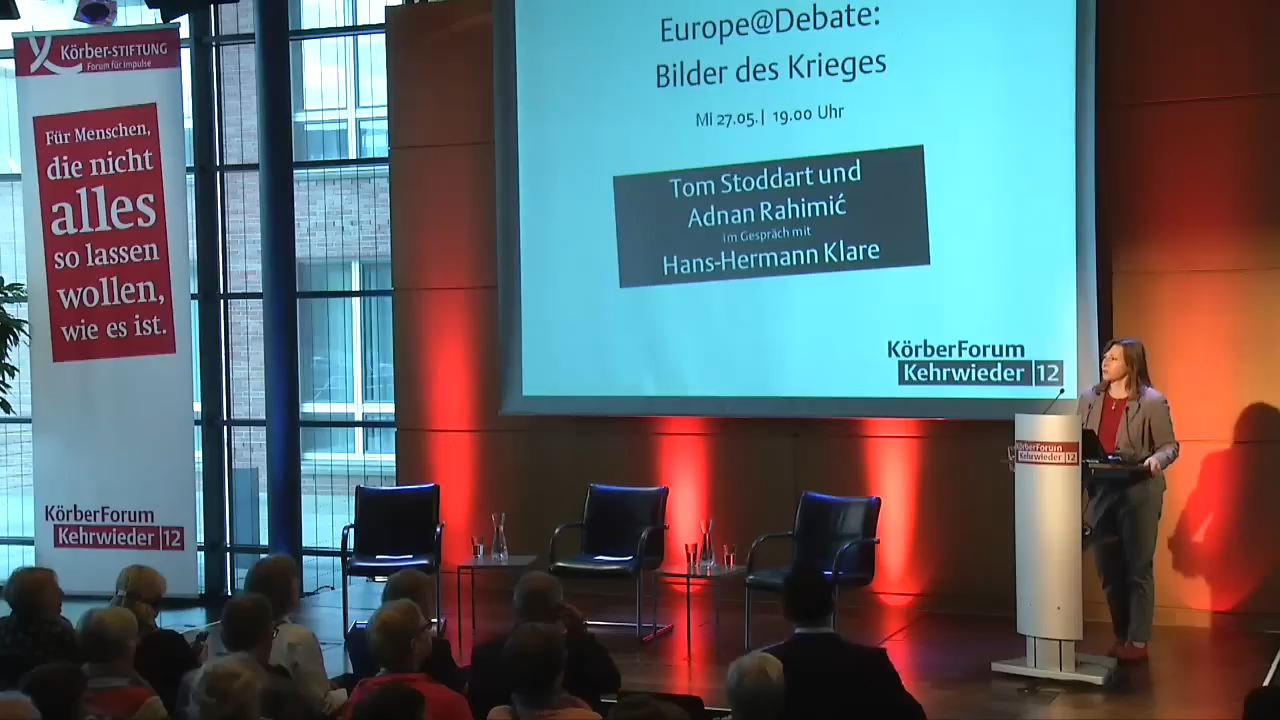 Körber-STIFTUNG
Forum für Impulse
Für Menschen,
die nicht
alles
so lassen
wollen,
wie es ist.
KörberForum
Kehrwieder 12
Europe@Debate:
Bilder des Krieges
Mi 27.05. | 19.00 Uhr
Tom Stoddart und
Adnan Rahimić
im Gespräch mit
Hans-Hermann Klare
KörberForum
Kehrwieder 12
KörberForum
Kehrwieder 12